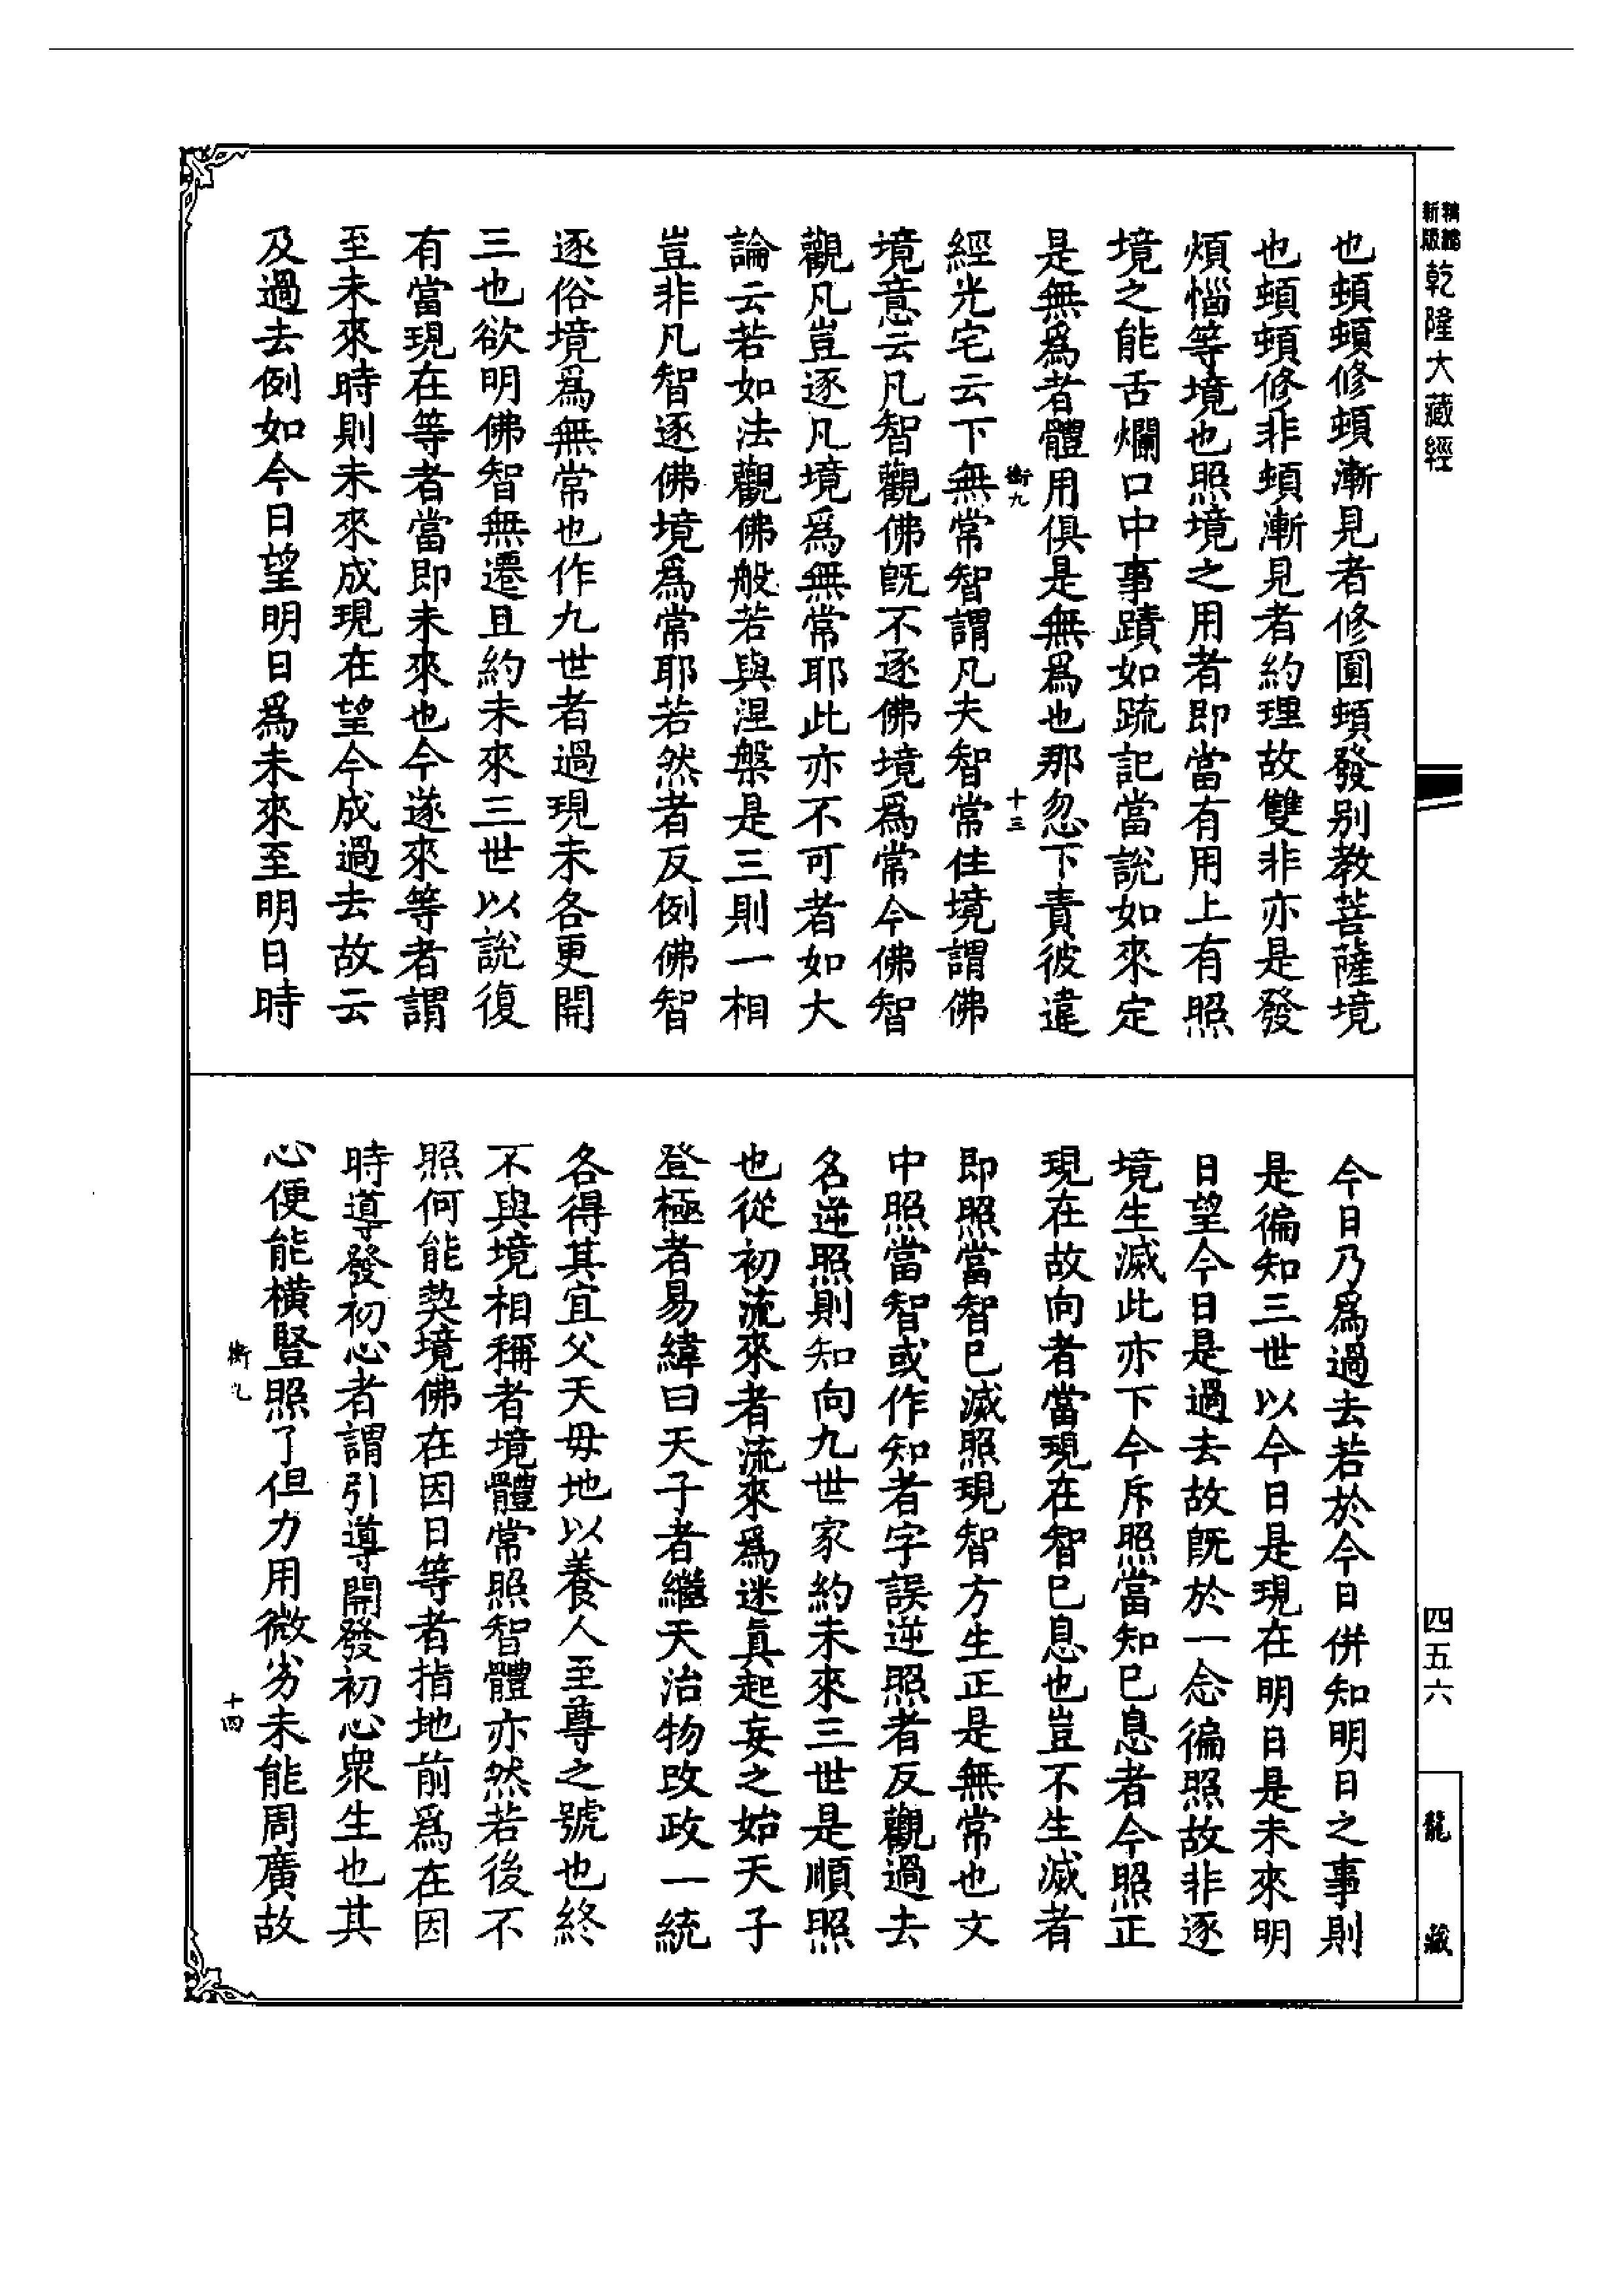 精編新版乾隆大藏經
也頓頓修頓漸見者修圓頓發别教菩薩境
也頓頓修非頓漸見者約理故雙非亦是發
煩惱等境也照境之用者即當有用上有照
境之能舌爛口中事蹟如䟽記當說如來定
是無爲者體用俱是無爲也那忽下責彼違
衝九
十三
經光宅云下無常智謂凡夫智常住境謂佛
境意云凡智觀佛旣不逐佛境爲常今佛智
觀凡豈逐凡境爲無常耶此亦不可者如大
論云若如法觀佛般若與涅槃是三則一相
豈非凡智逐佛境爲常耶若然者反例佛智
逐俗境爲無常也作九世者過現未各更開
三也欲明佛智無遷且約未來三世以說復
有當現在等者當即未來也今遂來等者謂
至未來時則未來成現在望今成過去故云
及過去例如今日望明日爲未來至明日時
今日乃爲過去若於今日併知明日之事則
是徧知三世以今日是現在明日是未來明
日望今日是過去故旣於一念徧照故非逐
境生滅此亦下今斥照當知已息者今照正
現在故向者當現在智已息也豈不生滅者
即照當智已滅照現智方生正是無常也文
中照當智或作知者字誤逆照者反觀過去
名逆照則知向九世家約未來三世是順照
也從初流來者流來爲迷真起妄之始天子
登極者易緯曰天子者繼天治物改政一統
各得其宜父天毋地以養人至尊之號也終
不與境相稱者境體常照智體亦然若後不
照何能契境佛在因日等者指地前爲在因
時導發初心者謂引導開發初心衆生也其
心便能橫豎照了但力用微劣未能周廣故
衝九
十四
四五六
龍藏